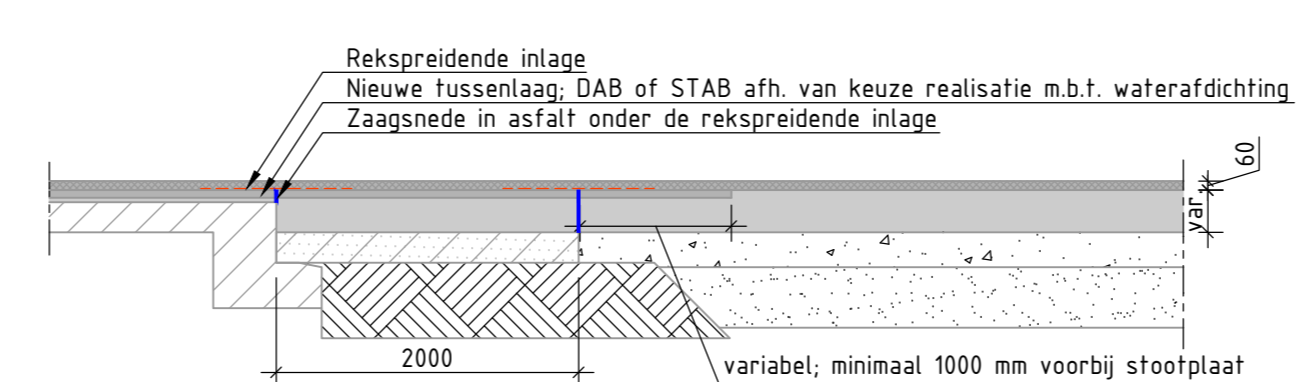 Rekspreidende inlage
Nieuwe tussenlaag; DAB of STAB afh. van keuze realisatie m.b.t. waterafdichting
Zaagsnede in asfalt onder de rekspreidende inlage
60
var.
2000
variabel; minimaal 1000 mm voorbij stootplaat